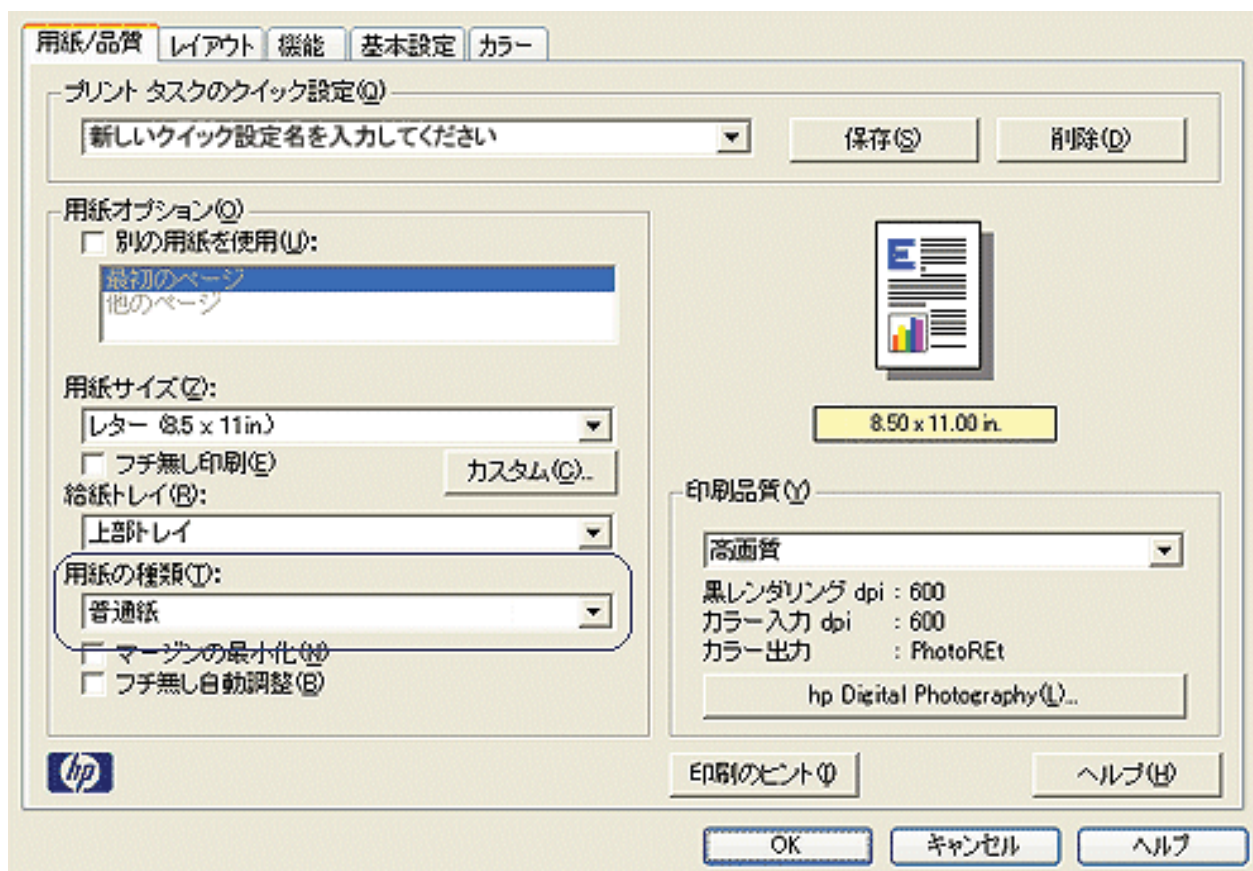 用紙/品質 レイアウト 機能 基本設定 カラー
プリント タスクのクイック設定(Q)
新しいクイック設定名を入力してください 保存(S) 削除(D)
用紙オプション(O)
別の用紙を使用(U):
最初のページ
他のページ
用紙サイズ(Z):
レター (8.5 x 11in.)
フチ無し印刷(E) カスタム(C)...
給紙トレイ(R):
上部トレイ
用紙の種類(T):
普通紙
マージンの最小化(N)
フチ無し自動調整(B)
E
8.50 x 11.00 in.
印刷品質(Y)
高画質
黒レンダリング dpi : 600
カラー入力 dpi : 600
カラー出力 : PhotoREt
hp Digital Photography(L)...
hp
印刷のヒント(I) ヘルプ(H)
OK キャンセル ヘルプ